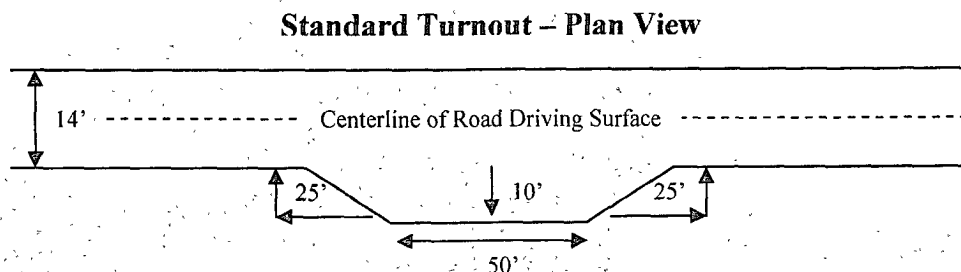 Standard Turnout – Plan View
14'
Centerline of Road Driving Surface
25'
10'
25'
50'